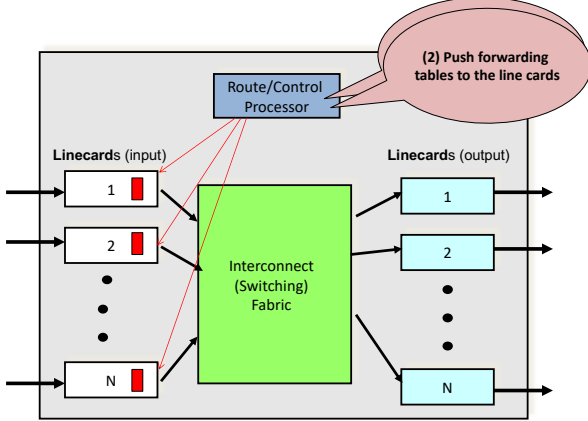 (2) Push forwarding
tables to the line cards
Route/Control
Processor
Linecards (input)
Linecards (output)
1
2
N
Interconnect
(Switching)
Fabric
1
2
N